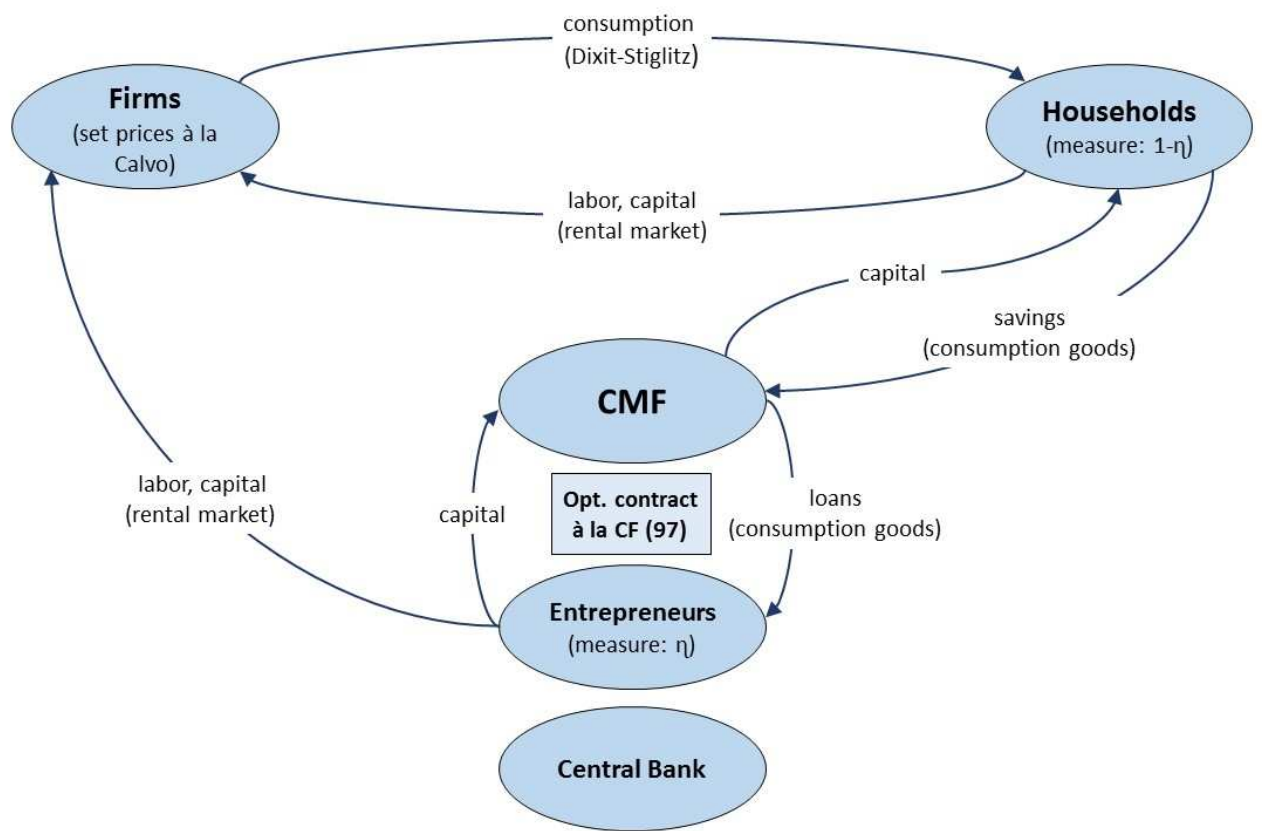 consumption
(Dixit-Stiglitz)
Firms
(set prices à la
Calvo)
Households
(measure: 1-η)
labor, capital
(rental market)
capital
savings
(consumption goods)
CMF
labor, capital
(rental market)
capital
Opt. contract
à la CF (97)
loans
(consumption goods)
Entrepreneurs
(measure: η)
Central Bank